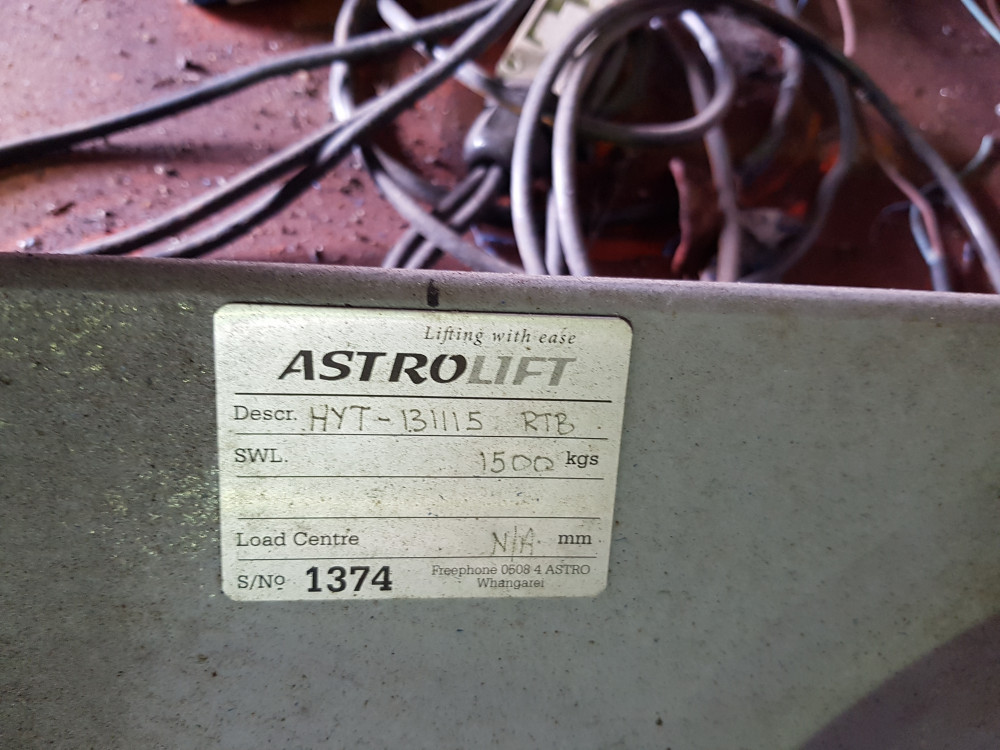 Lifting with ease
ASTROLIFT
Descr. HYT-131115 RTB
SWL. 1500 kgs
Load Centre N/A mm
S/No 1374 Freephone 0508 4 ASTRO
Whangarei